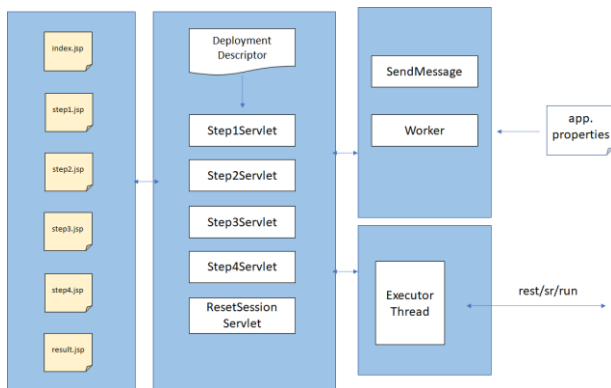 index.jsp
step1.jsp
step2.jsp
step3.jsp
step4.jsp
result.jsp
Deployment
Descriptor
Step1Servlet
Step2Servlet
Step3Servlet
Step4Servlet
ResetSession
Servlet
SendMessage
Worker
app.
properties
Executor
Thread
rest/sr/run